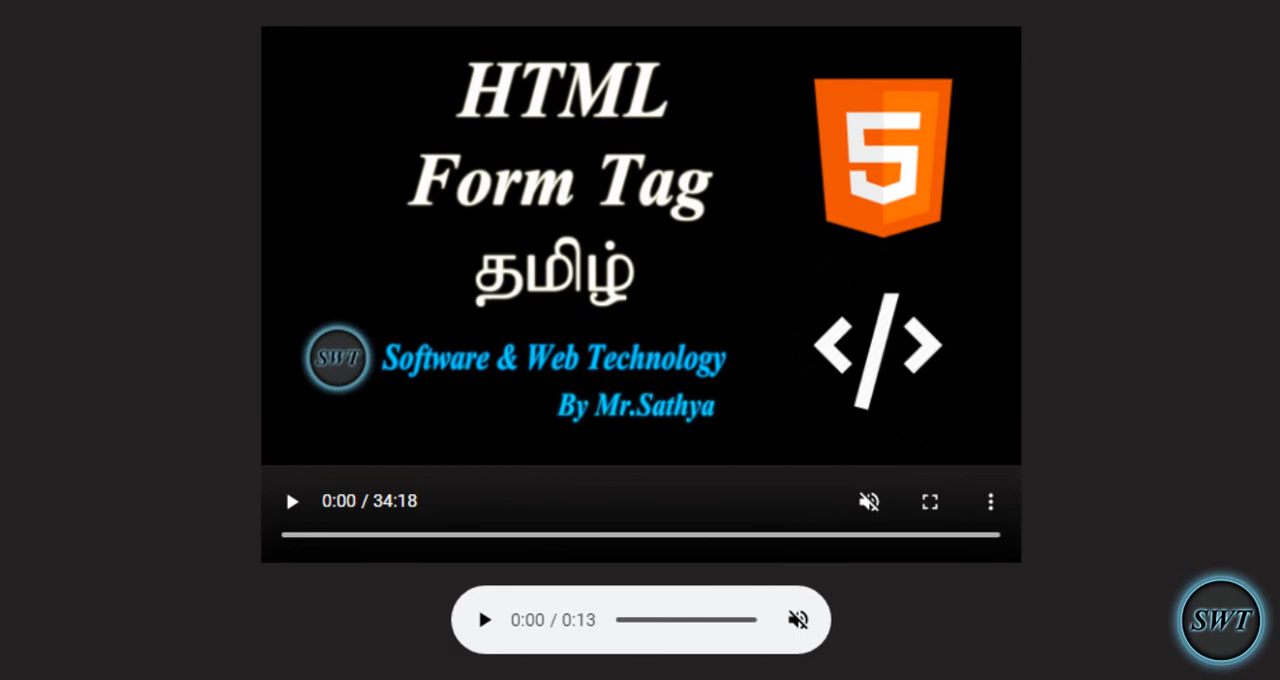 HTML
Form Tag
தமிழ்
SWT
Software & Web Technology
By Mr.Sathya
0:00 / 34:18
0:00 / 0:13
SWT